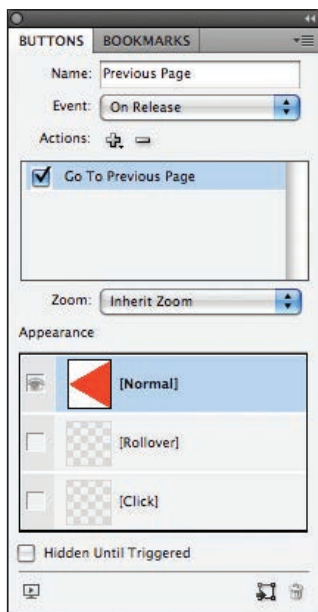 BUTTONS BOOKMARKS
Name: Previous Page
Event: On Release
Actions:
Go To Previous Page
Zoom: Inherit Zoom
Appearance
[Normal]
[Rollover]
[Click]
Hidden Until Triggered